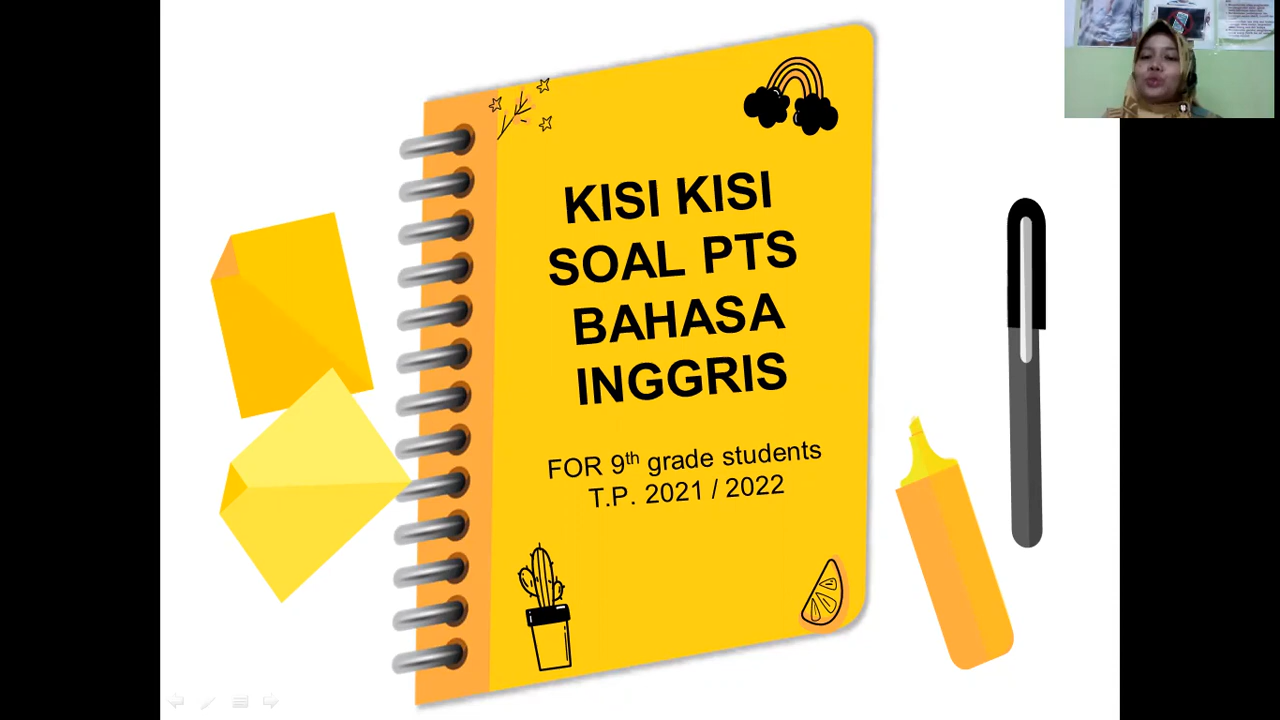 KISI KISI
SOAL PTS
BAHASA
INGGRIS
FOR 9th grade students
T.P. 2021 / 2022